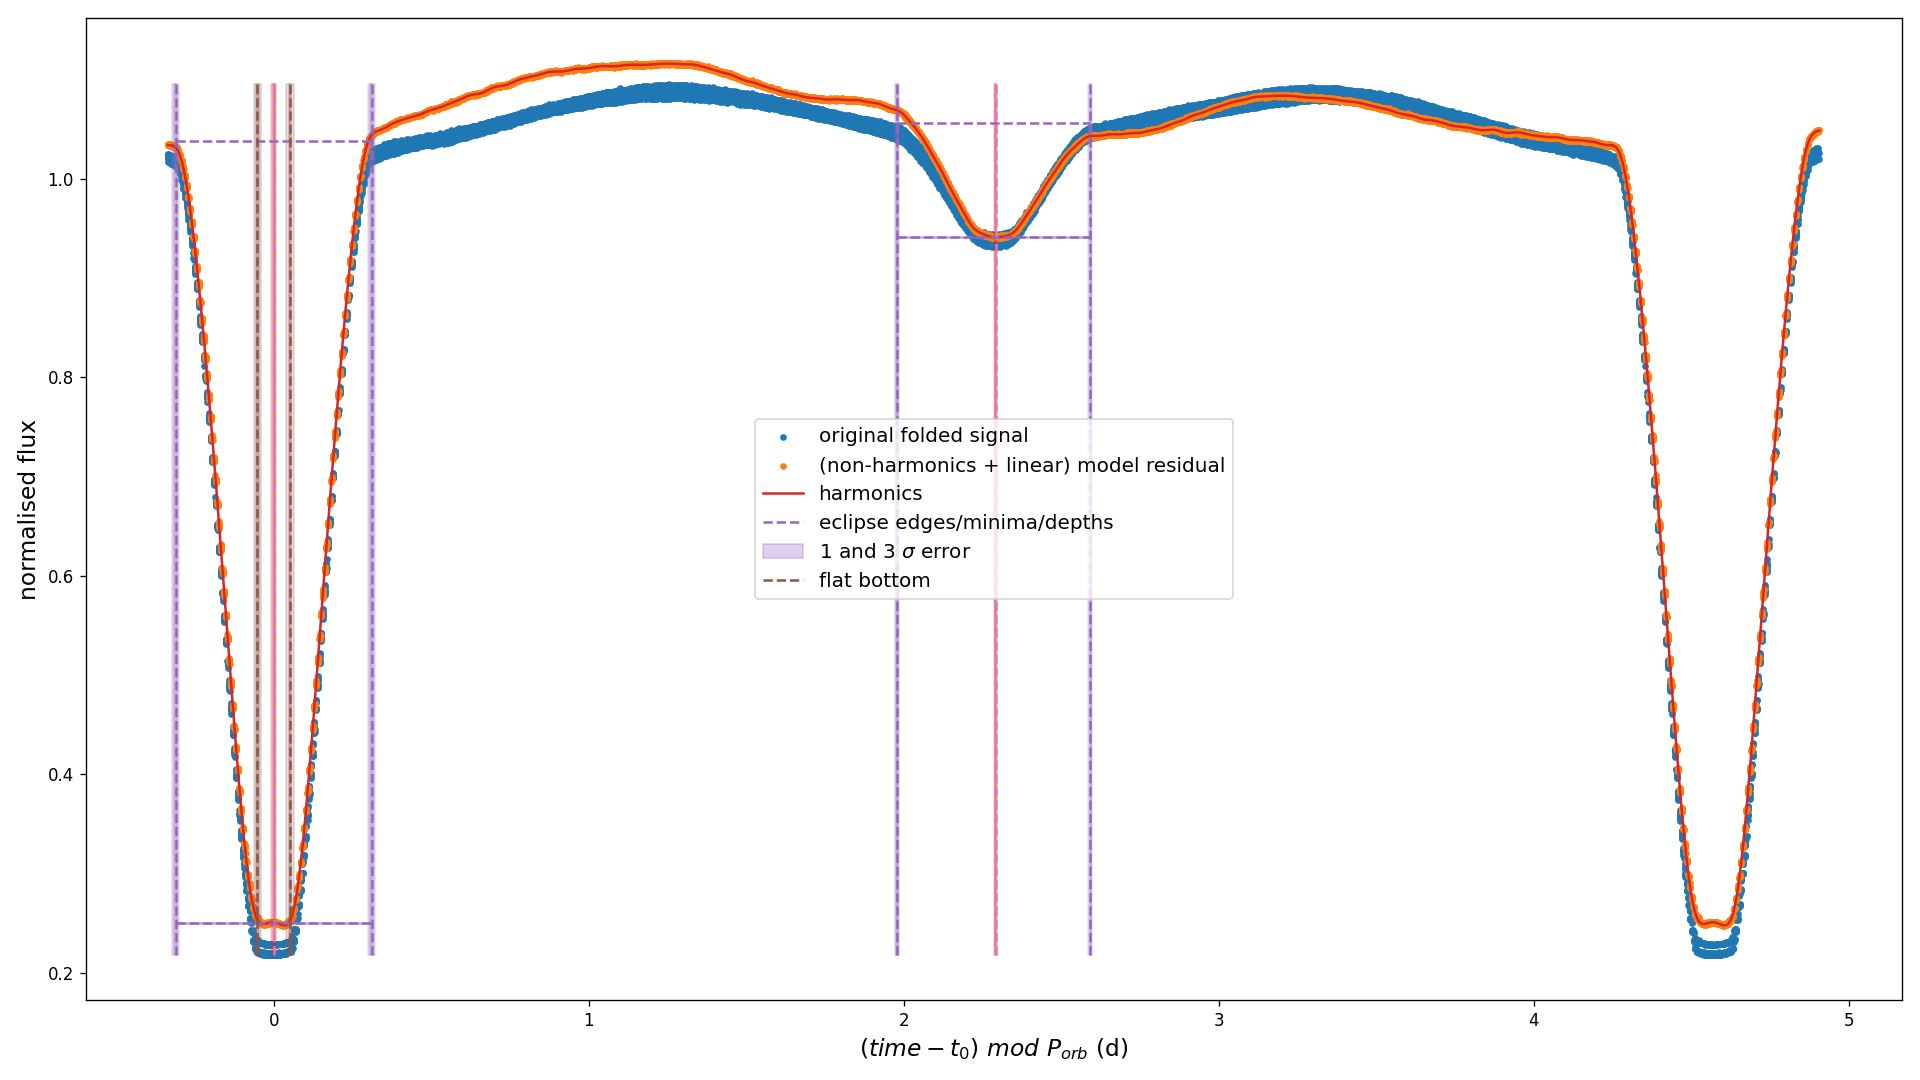 normalised flux
1.0
0.8
0.6
0.4
0.2
original folded signal
(non-harmonics + linear) model residual
harmonics
eclipse edges/minima/depths
1 and 3 σ error
flat bottom
0 1 2 3 4 5
(time − t₀) mod Pₒᵣb (d)